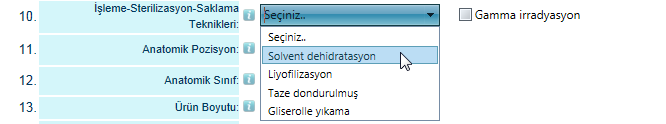 10. İşleme-Sterilizasyon-Saklama Teknikleri: Seçiniz.. Gamma irradyasyon
Seçiniz..
11. Anatomik Pozisyon: Solvent dehidratasyon
Liyofilizasyon
12. Anatomik Sınıf: Taze dondurulmuş
13. Ürün Boyutu: Gliserolle yıkama